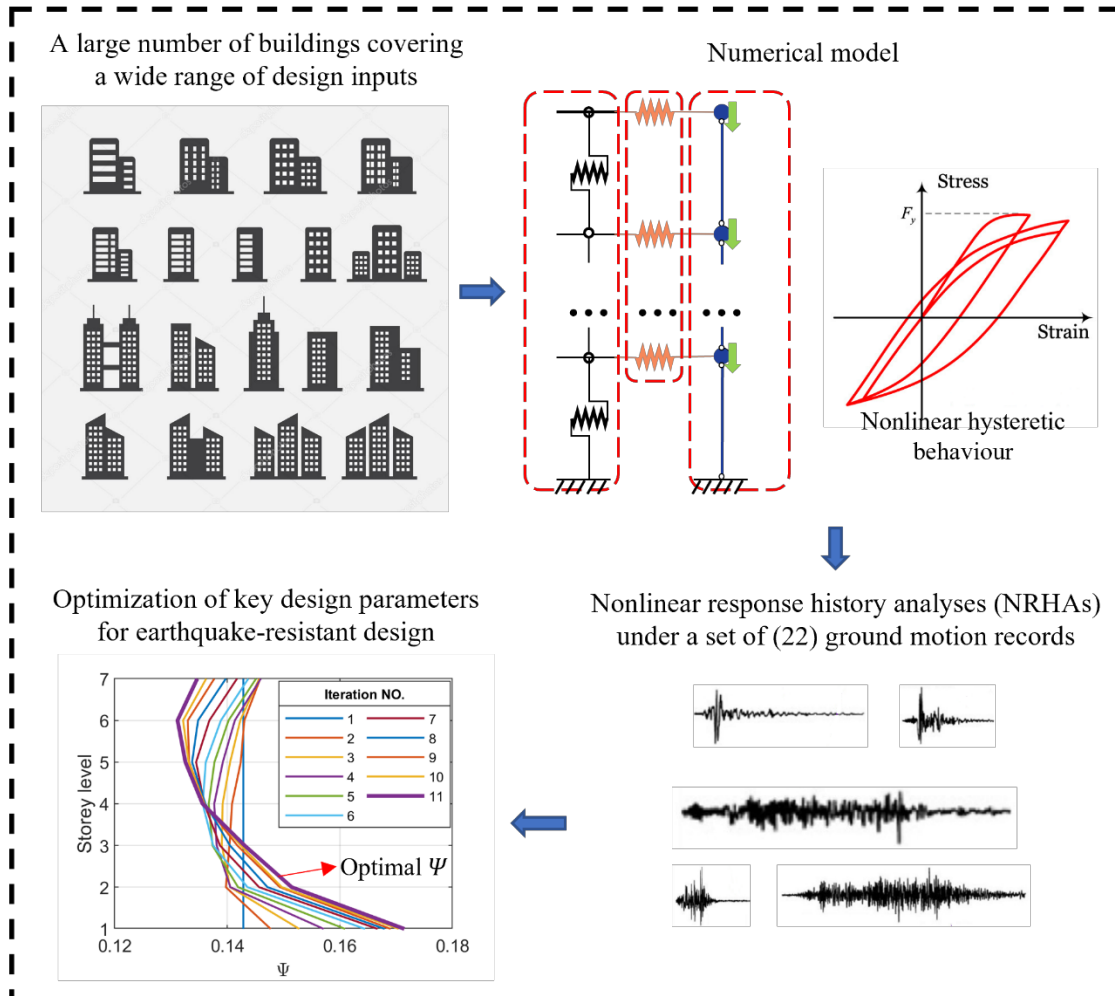 A large number of buildings covering
a wide range of design inputs
Numerical model
Stress
F_y
Strain
Nonlinear hysteretic
behaviour
Optimization of key design parameters
for earthquake-resistant design
Nonlinear response history analyses (NRHAs)
under a set of (22) ground motion records
Iteration NO.
1 7
2 8
3 9
4 10
5 11
6
7
6
5
4
3
2
1
Storey level
Optimal Ψ
0.12 0.14 0.16 0.18
Ψ